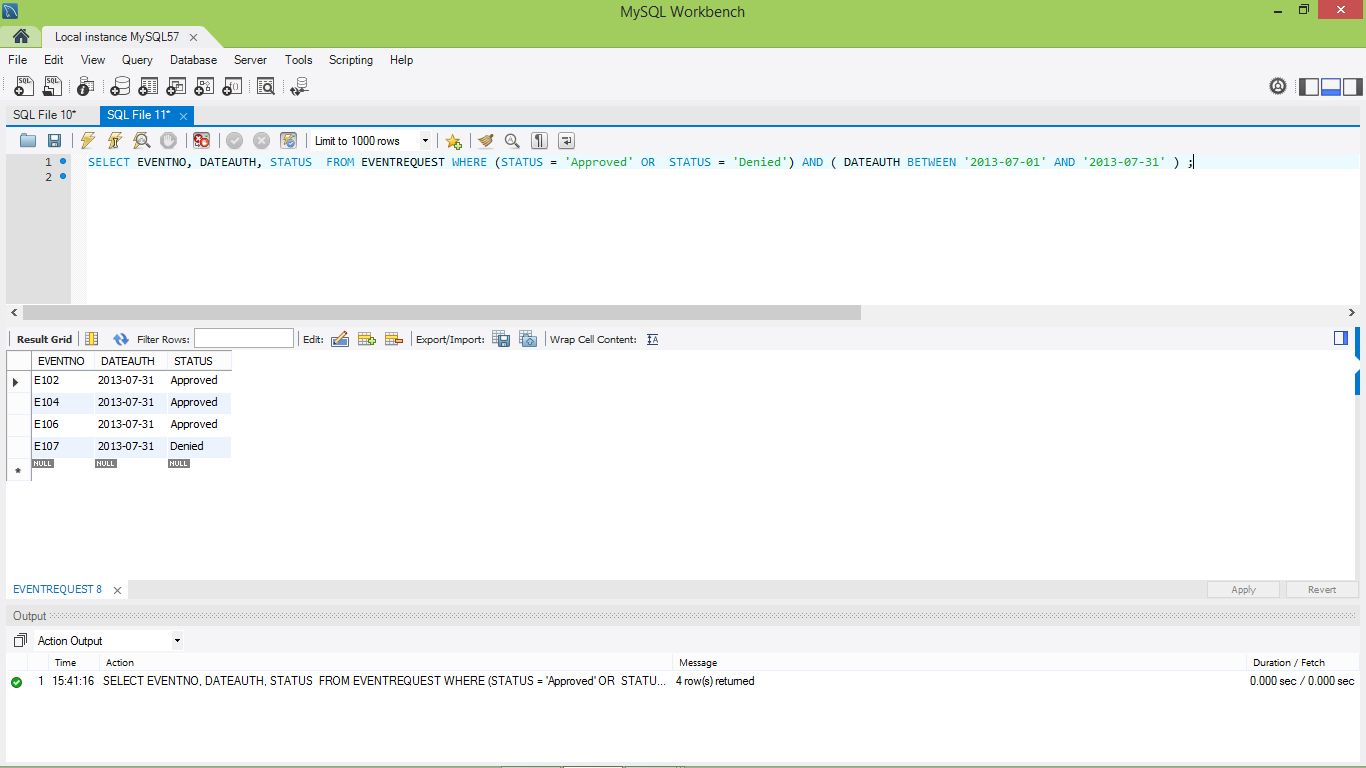 MySQL Workbench
Local instance MySQL57
File Edit View Query Database Server Tools Scripting Help
SQL File 10* SQL File 11*
Limit to 1000 rows
1 SELECT EVENTNO, DATEAUTH, STATUS  FROM EVENTREQUEST WHERE (STATUS = 'Approved' OR  STATUS = 'Denied') AND ( DATEAUTH BETWEEN '2013-07-01' AND '2013-07-31' ) ;
2
Result Grid Filter Rows: Edit: Export/Import: Wrap Cell Content:
EVENTNO DATEAUTH STATUS
E102 2013-07-31 Approved
E104 2013-07-31 Approved
E106 2013-07-31 Approved
E107 2013-07-31 Denied
NULL NULL NULL
EVENTREQUEST 8 Apply Revert
Output
Action Output
Time Action Message Duration / Fetch
1 15:41:16 SELECT EVENTNO, DATEAUTH, STATUS  FROM EVENTREQUEST WHERE (STATUS = 'Approved' OR  STATU... 4 row(s) returned 0.000 sec / 0.000 sec